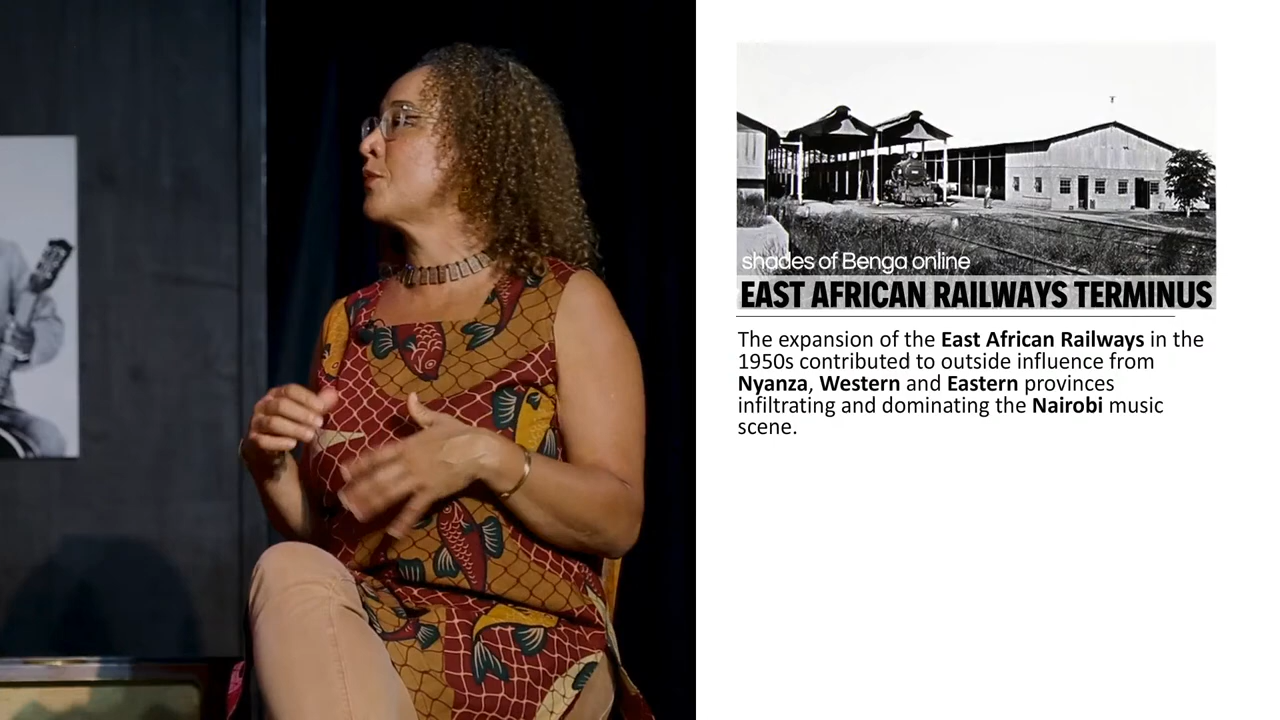 shades of Benga online
EAST AFRICAN RAILWAYS TERMINUS
The expansion of the East African Railways in the
1950s contributed to outside influence from
Nyanza, Western and Eastern provinces
infiltrating and dominating the Nairobi music
scene.